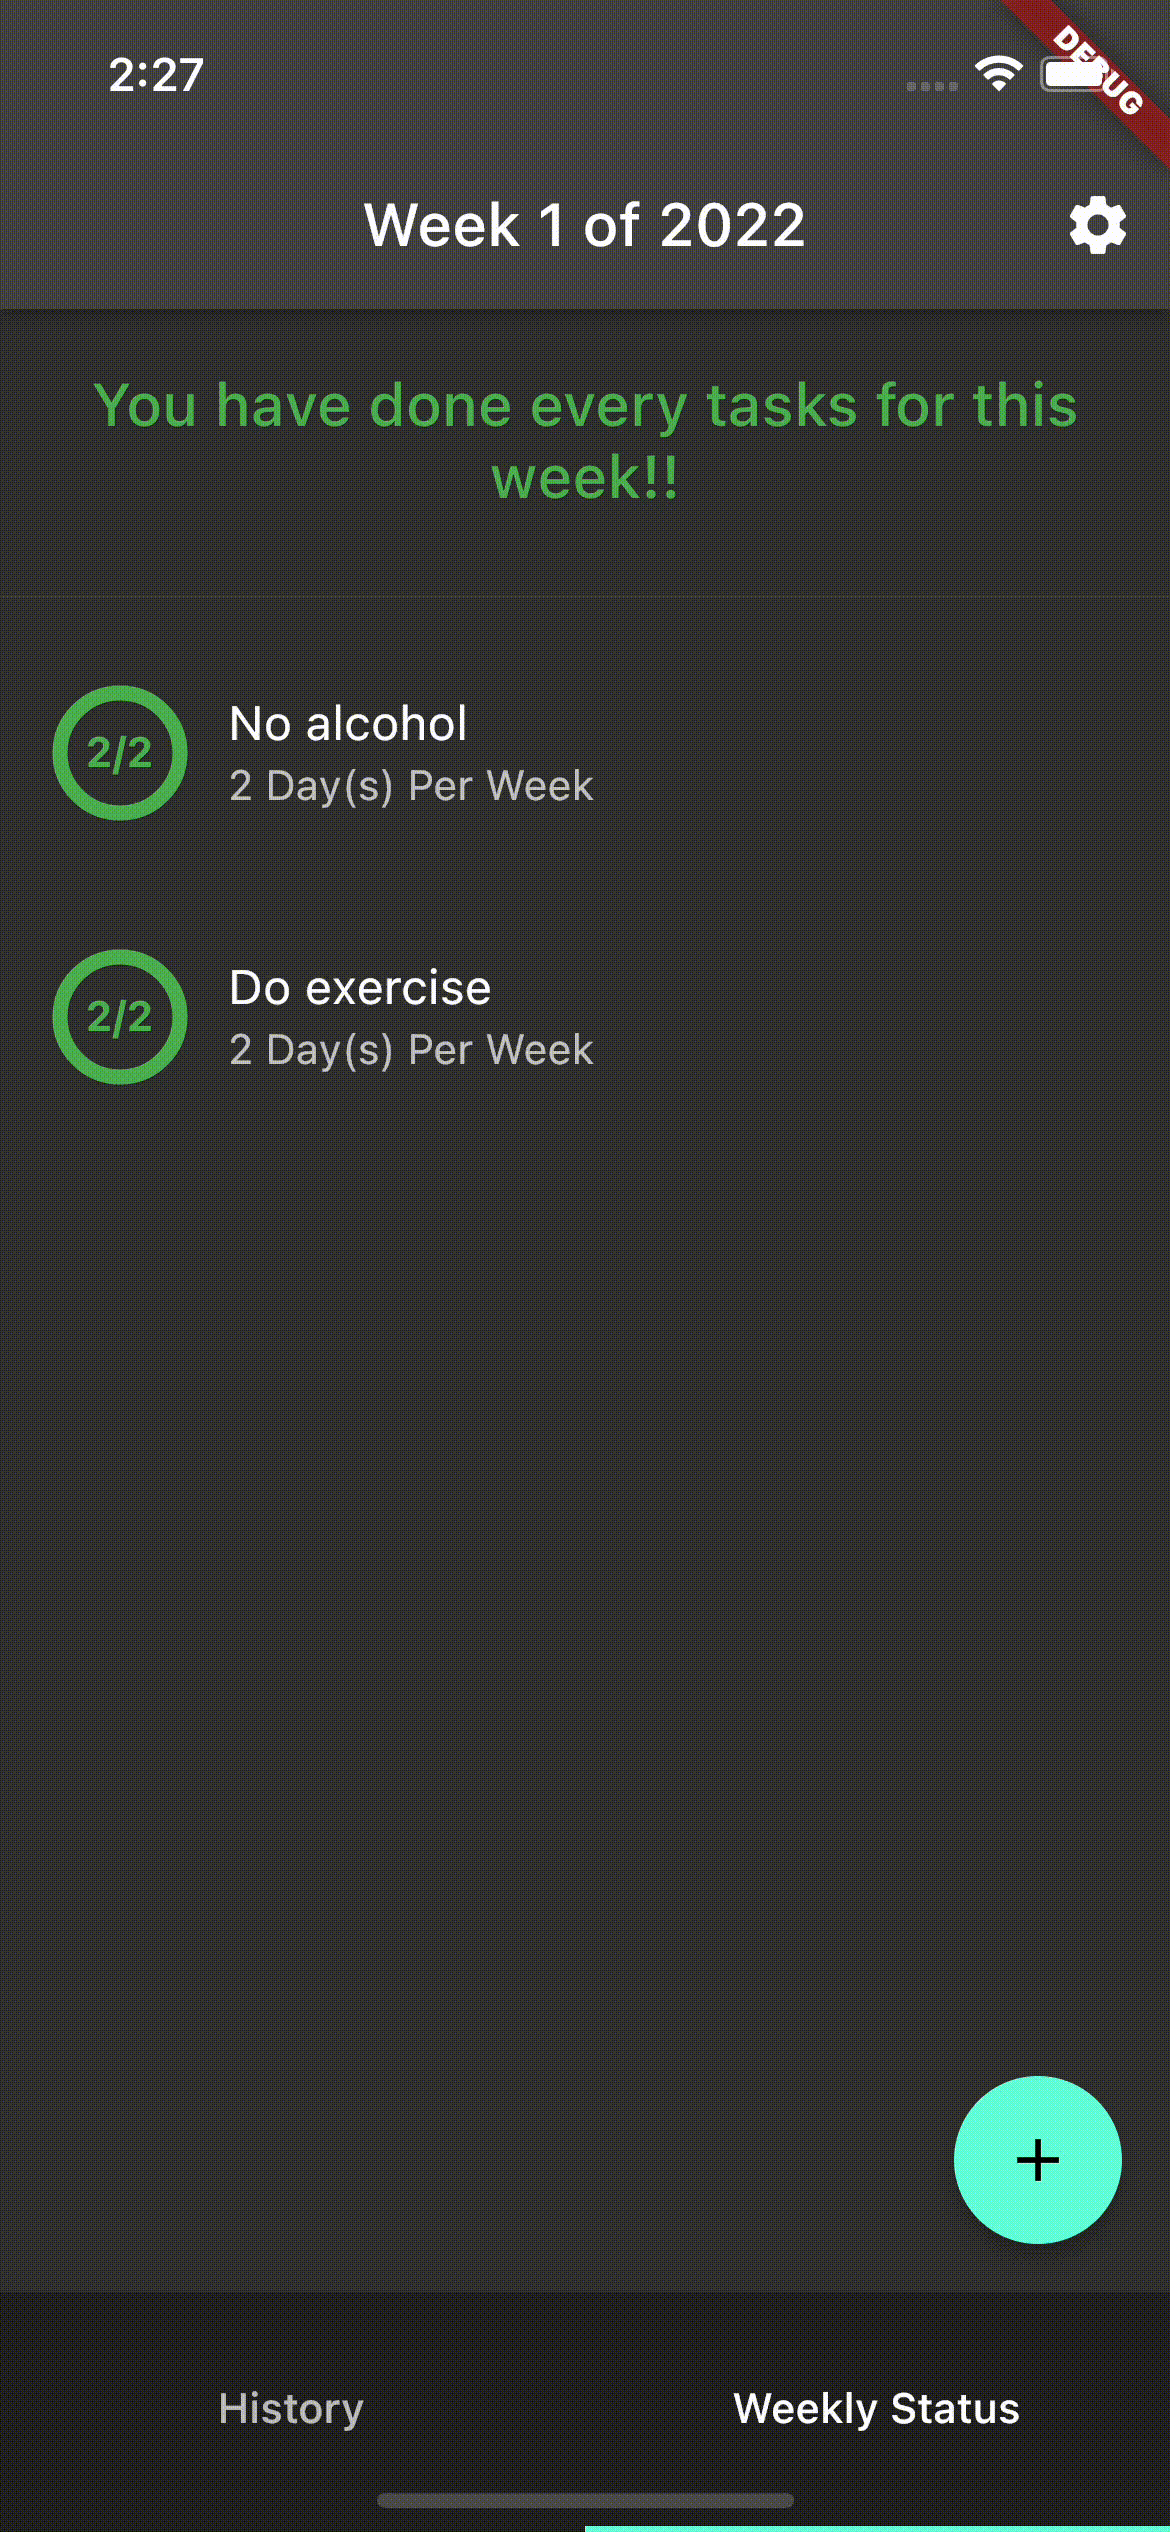 2:27
DEBUG
Week 1 of 2022
You have done every tasks for this
week!!
2/2
No alcohol
2 Day(s) Per Week
2/2
Do exercise
2 Day(s) Per Week
+
History
Weekly Status